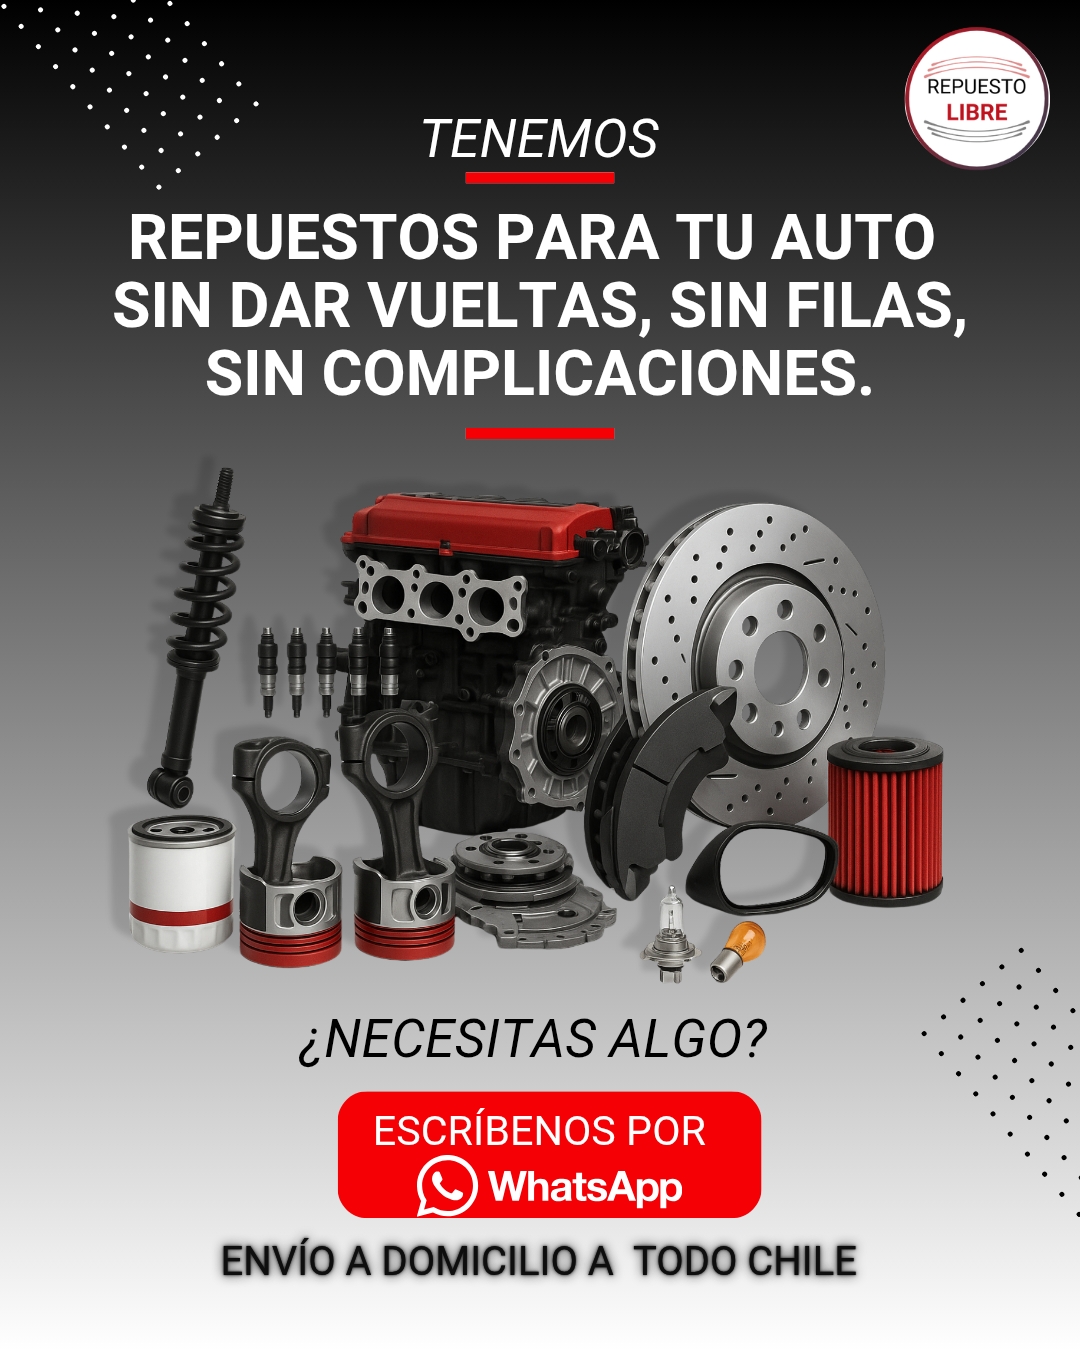 REPUESTO
LIBRE
TENEMOS
REPUESTOS PARA TU AUTO
SIN DAR VUELTAS, SIN FILAS,
SIN COMPLICACIONES.
¿NECESITAS ALGO?
ESCRÍBENOS POR
WhatsApp
ENVÍO A DOMICILIO A TODO CHILE